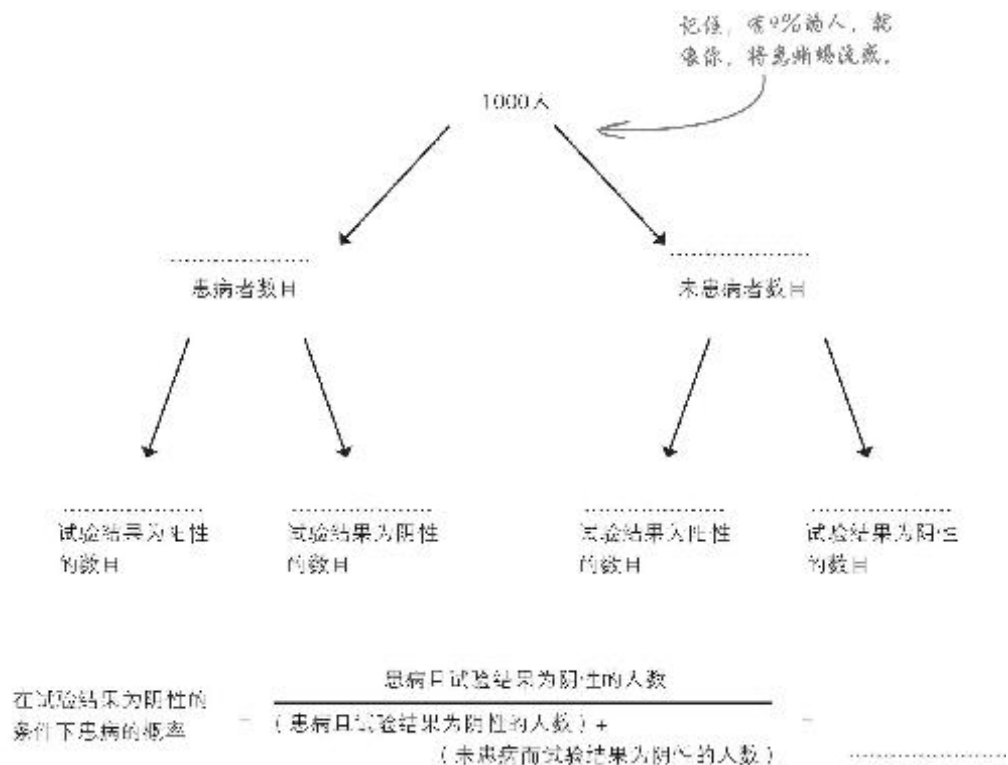 记住，有9%的人，就
像你，将患蜥蜴流感。
1000人
患病者数目
未患病者数目
试验结果为阳性
的数目
试验结果为阴性
的数目
试验结果为阳性
的数目
试验结果为阴性
的数目
在试验结果为阴性的
条件下患病的概率
=
患病且试验结果为阴性的人数
（患病且试验结果为阴性的人数）+
（未患病而试验结果为阴性的人数）
=